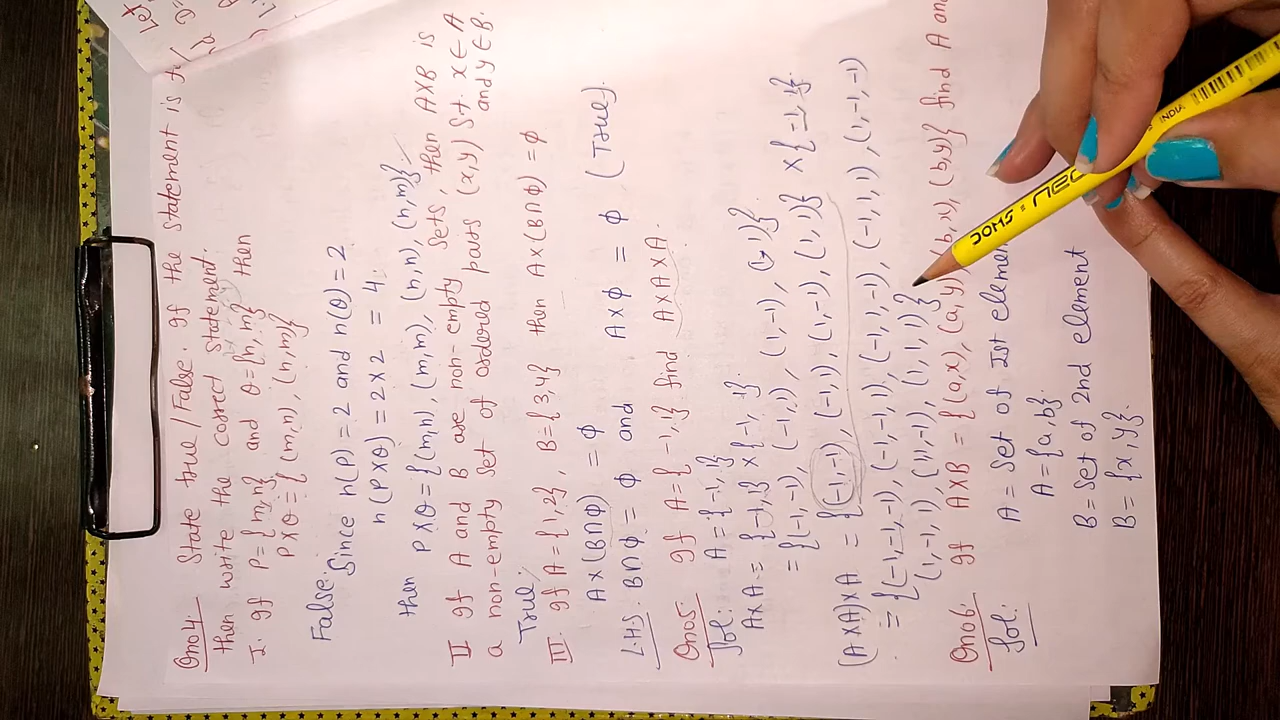 Qno4. State true/False. If the statement is
then write the correct statement.
I. If P={m,n} and Q={n,m} then
P×Q={(m,n),(n,m)}
False.
Since n(P)=2 and n(Q)=2
n(P×Q)=2×2 = 4.
then P×Q={(m,n),(m,m),(n,n),(n,m)}
II If A and B are non-empty sets, then A×B is
a non-empty set of ordered pairs (x,y) St. x∈A
and y∈B.
True.
III. If A={1,2}, B={3,4} then A×(B∩ϕ)=ϕ
A×(B∩ϕ) = ϕ
L.H.S. B∩ϕ = ϕ and A×ϕ = ϕ (True).
Qno5 If A={-1,1} find A×A×A.
Sol: A={-1,1}
A×A = {-1,1}×{-1,1}
={-1,-1),(-1,1),(1,-1),(1,1)}
(A×A)×A = {(-1,-1),(-1,1),(1,-1),(1,1)}×{-1,1}
= {(-1,-1,-1),(-1,-1,1),(-1,1,-1),(-1,1,1),(1,-1,-1)
(1,-1,1),(1,1,-1),(1,1,1)}
Qno6. If A×B={(a,x),(a,y),(b,x),(b,y)} find A and
Sol: A = Set of Ist element
A={a,b}
B=Set of 2nd element
B={x,y}.
Let
DOMS